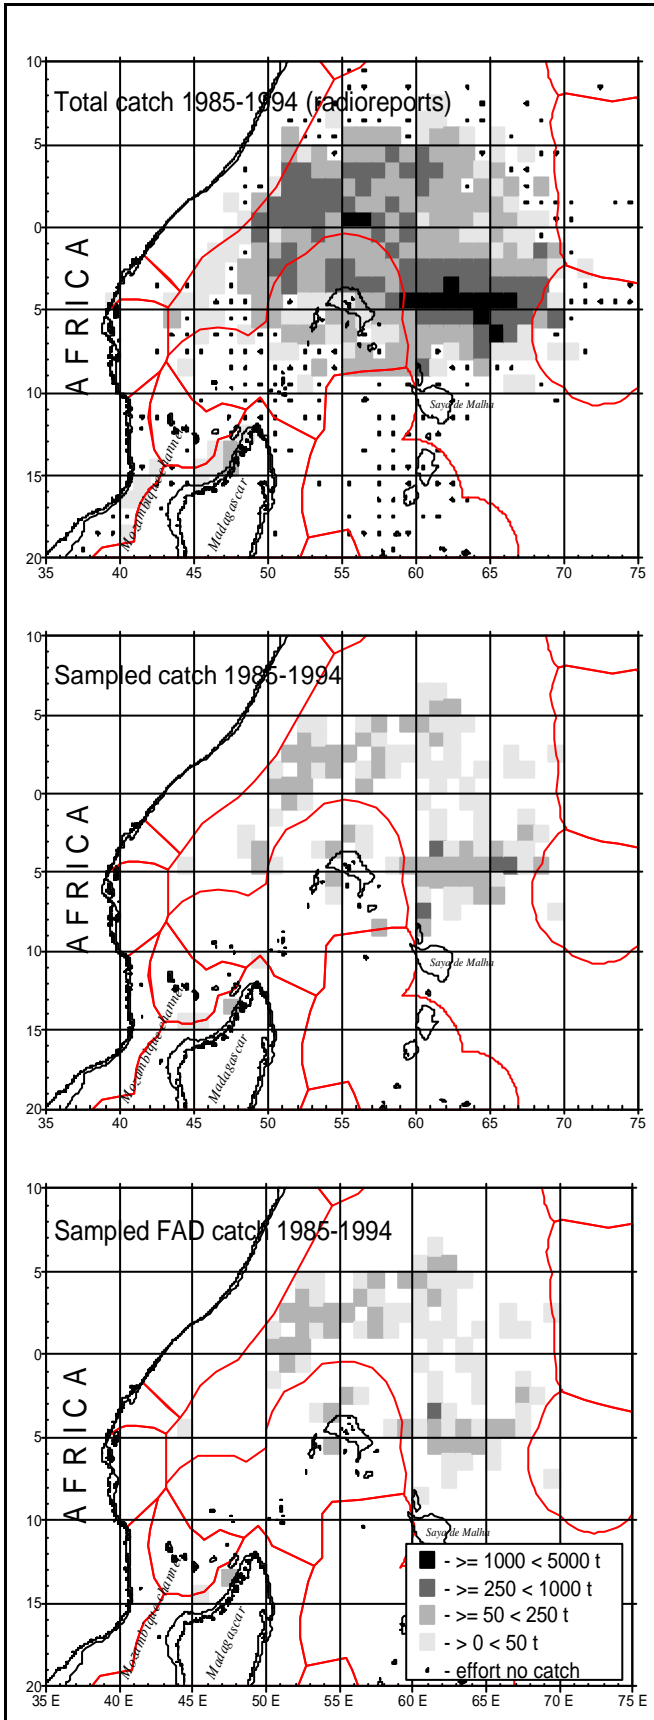 10
Total catch 1985-1994 (radioreports)
5
0
AFRICA
5
10
Saya de Malha
15
Mozambique channel
Madagascar
20
35 40 45 50 55 60 65 70 75
10
Sampled catch 1985-1994
5
0
AFRICA
5
10
Saya de Malha
15
Mozambique channel
Madagascar
20
35 40 45 50 55 60 65 70 75
10
Sampled FAD catch 1985-1994
5
0
AFRICA
5
10
Saya de Malha
- >= 1000 < 5000 t
- >= 250 < 1000 t
- >= 50 < 250 t
- > 0 < 50 t
- effort no catch
15
Mozambique channel
Madagascar
20
35 E 40 E 45 E 50 E 55 E 60 E 65 E 70 E 75 E